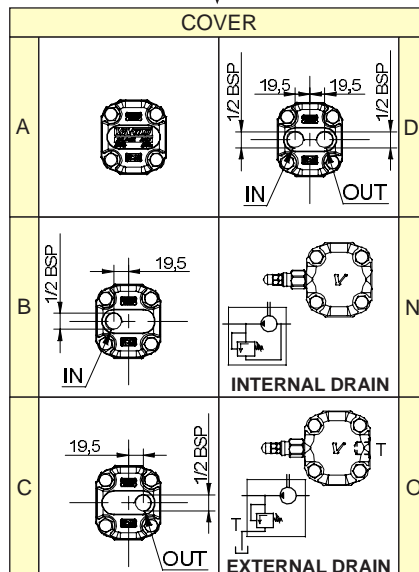 COVER
A
1/2 BSP
19,5
19,5
1/2 BSP
D
IN
OUT
B
1/2 BSP
19,5
IN
N
INTERNAL DRAIN
C
19,5
1/2 BSP
OUT
T
T
EXTERNAL DRAIN